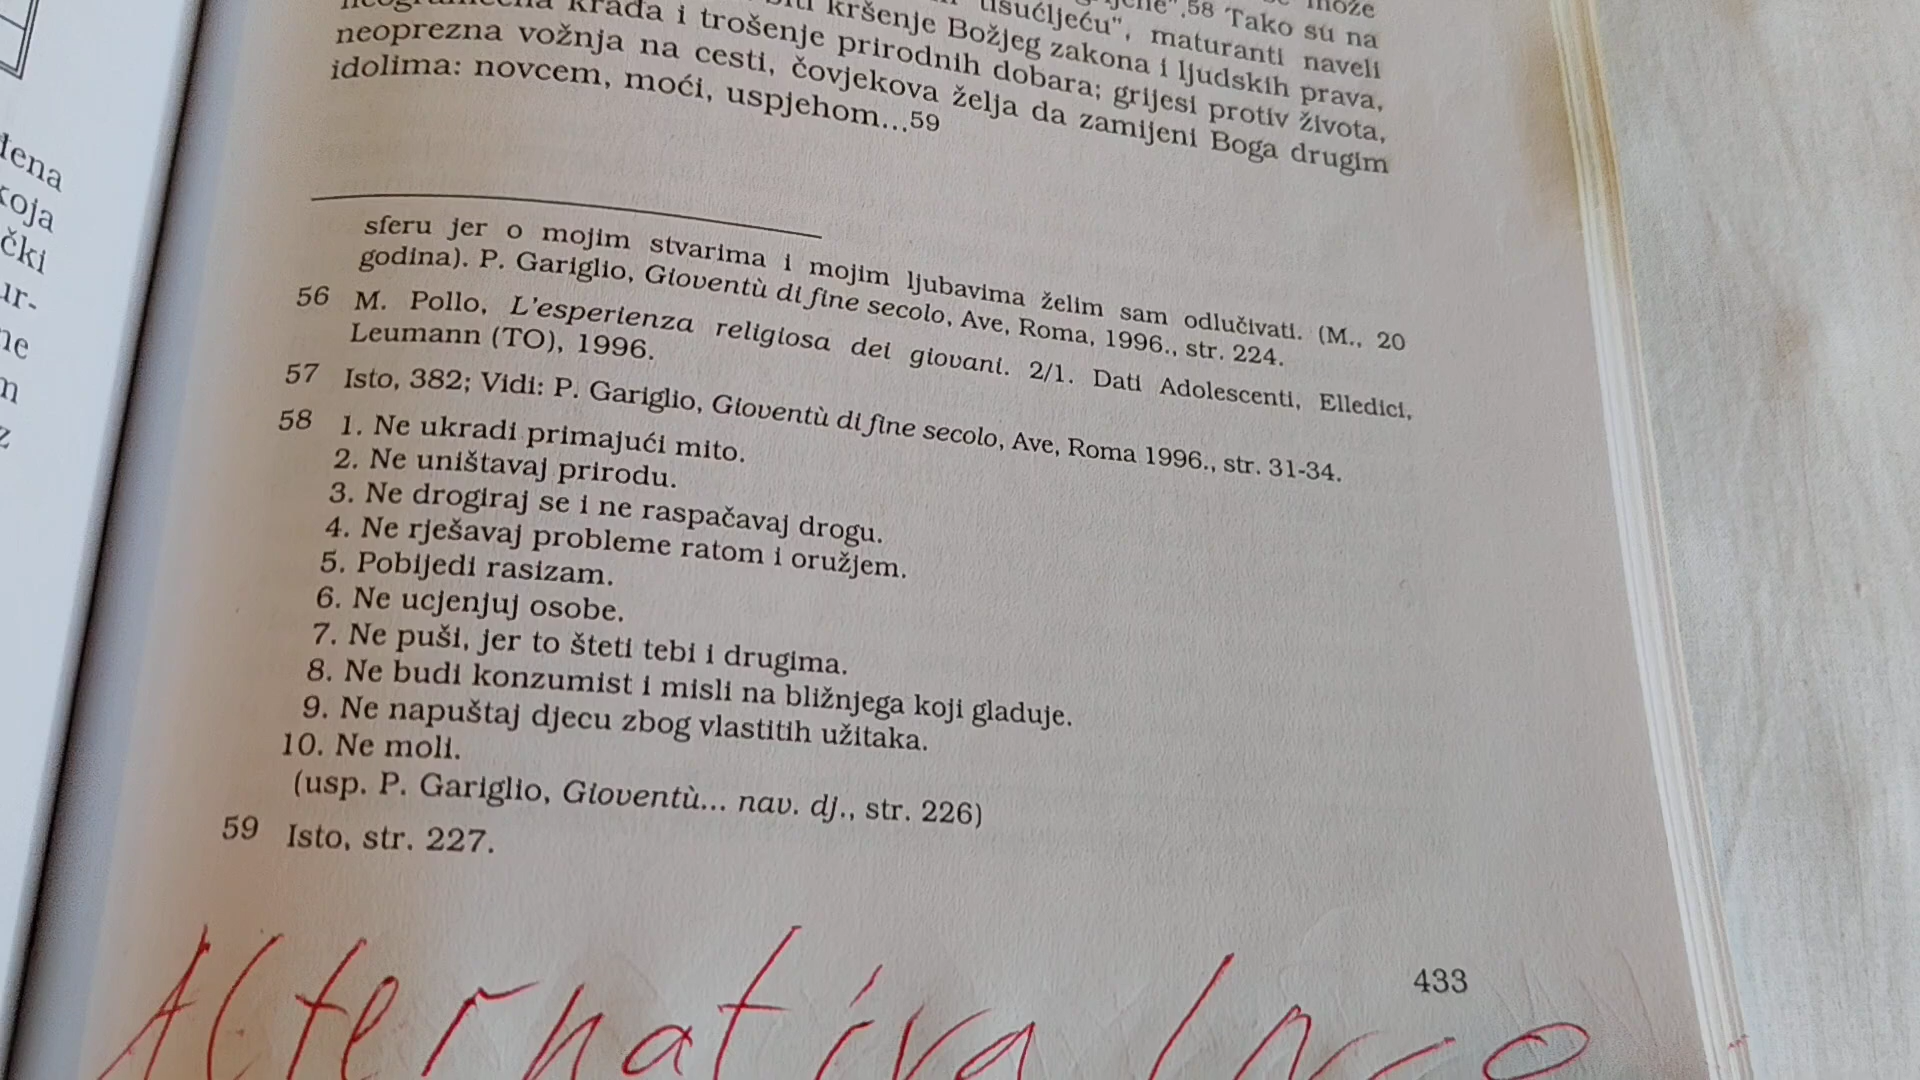 može
tisućljeću", maturanti naveli
58 Tako su na
kršenje Božjeg zakona i ljudskih prava,
krađa i trošenje prirodnih dobara; grijesi protiv života,
neoprezna vožnja na cesti, čovjekova želja da zamijeni Boga drugim
idolima: novcem, moći, uspjehom...59
sferu jer o mojim stvarima i mojim ljubavima želim sam odlučivati. (M., 20
godina). P. Gariglio, Gioventù di fine secolo, Ave, Roma, 1996., str. 224.
56 M. Pollo, L'esperienza religiosa dei giovani. 2/1. Dati Adolescenti, Elledici,
Leumann (TO), 1996.
57 Isto, 382; Vidi: P. Gariglio, Gioventù di fine secolo, Ave, Roma 1996., str. 31-34.
58 1. Ne ukradi primajući mito.
2. Ne uništavaj prirodu.
3. Ne drogiraj se i ne raspačavaj drogu.
4. Ne rješavaj probleme ratom i oružjem.
5. Pobijedi rasizam.
6. Ne ucjenjuj osobe.
7. Ne puši, jer to šteti tebi i drugima.
8. Ne budi konzumist i misli na bližnjega koji gladuje.
9. Ne napuštaj djecu zbog vlastitih užitaka.
10. Ne moli.
(usp. P. Gariglio, Gioventù... nav. dj., str. 226)
59 Isto, str. 227.
433
Alternativa